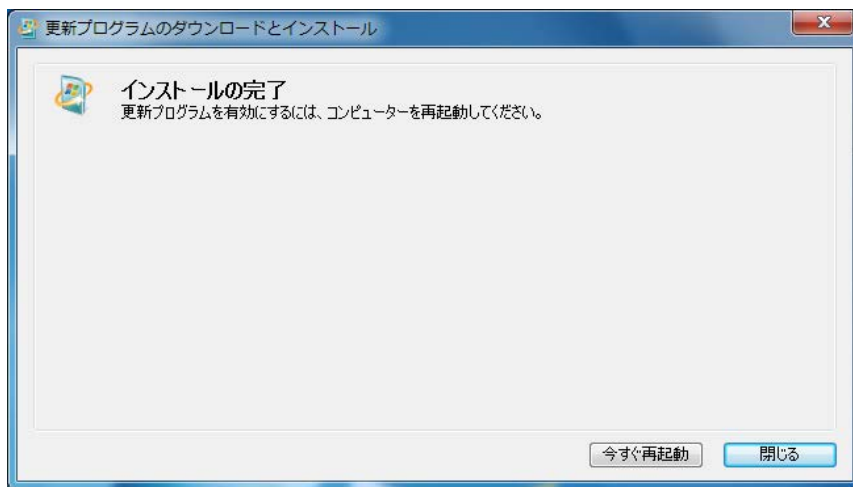 更新プログラムのダウンロードとインストール
インストールの完了
更新プログラムを有効にするには、コンピューターを再起動してください。
今すぐ再起動
閉じる